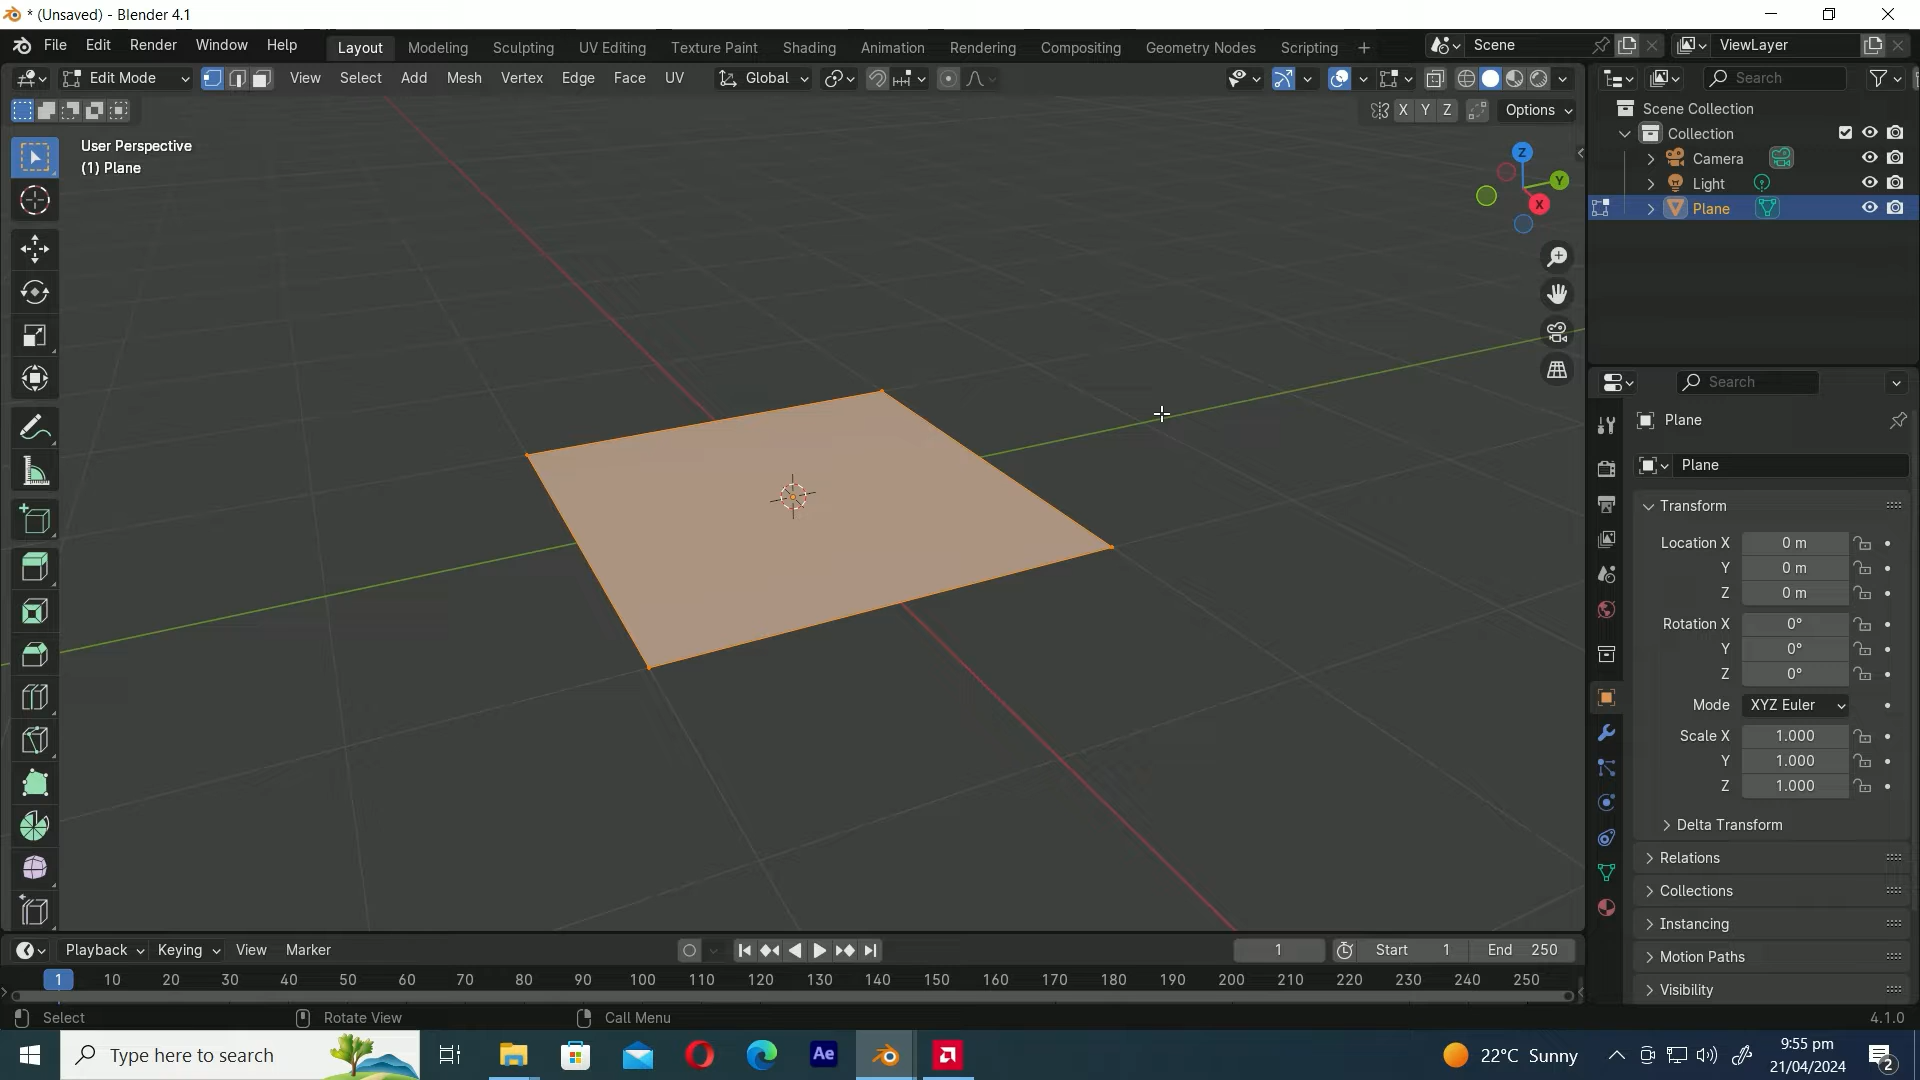 * (Unsaved) - Blender 4.1
File Edit Render Window Help Layout Modeling Sculpting UV Editing Texture Paint Shading Animation Rendering Compositing Geometry Nodes Scripting + Scene ViewLayer
Edit Mode View Select Add Mesh Vertex Edge Face UV Global Search
X Y Z Options
Scene Collection
Collection
Camera
Light
Plane
User Perspective
(1) Plane
Z
Y
X
Search
Plane
Plane
Transform
Location X 0 m
Y 0 m
Z 0 m
Rotation X 0°
Y 0°
Z 0°
Mode XYZ Euler
Scale X 1.000
Y 1.000
Z 1.000
Delta Transform
Relations
Collections
Instancing
Motion Paths
Visibility
Playback Keying View Marker 1 Start 1 End 250
1 10 20 30 40 50 60 70 80 90 100 110 120 130 140 150 160 170 180 190 200 210 220 230 240 250
Select Rotate View Call Menu 4.1.0
Type here to search Ae 22°C Sunny 9:55 pm
21/04/2024 2